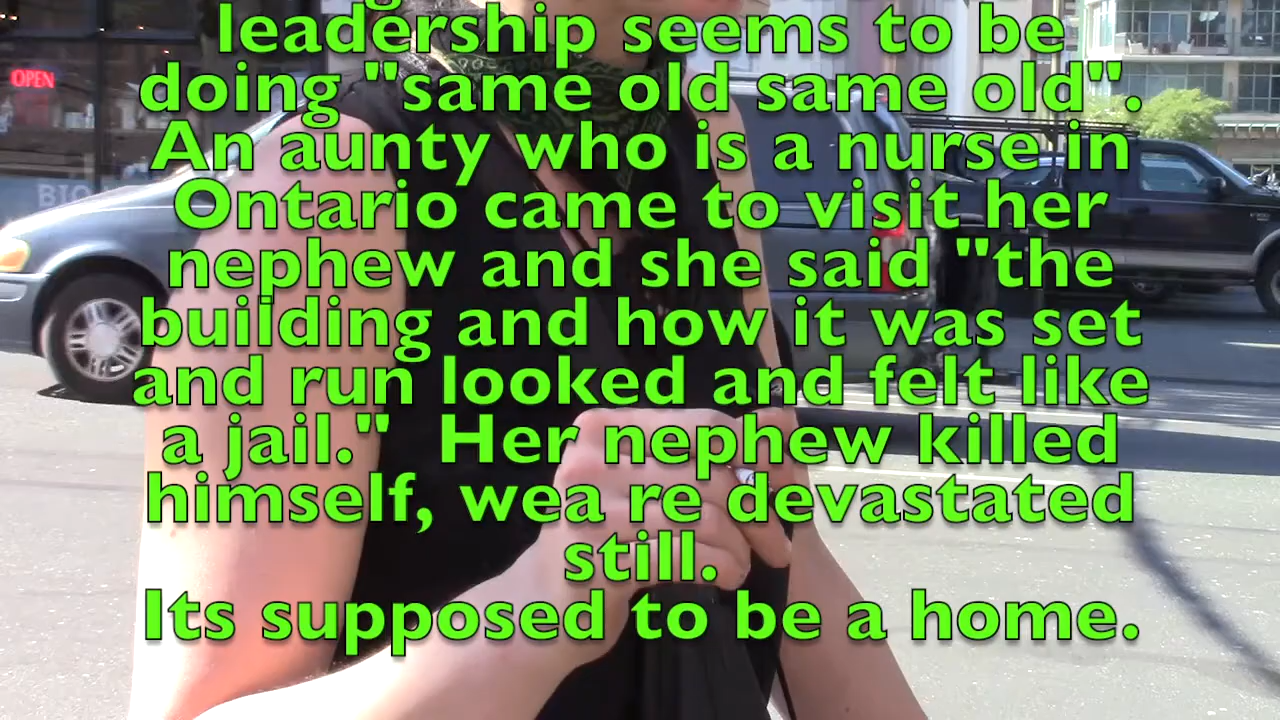 leadership seems to be
doing "same old same old".
An aunty who is a nurse in
Ontario came to visit her
nephew and she said "the
building and how it was set
and run looked and felt like
a jail." Her nephew killed
himself, wea re devastated
still.
Its supposed to be a home.
OPEN
BIO